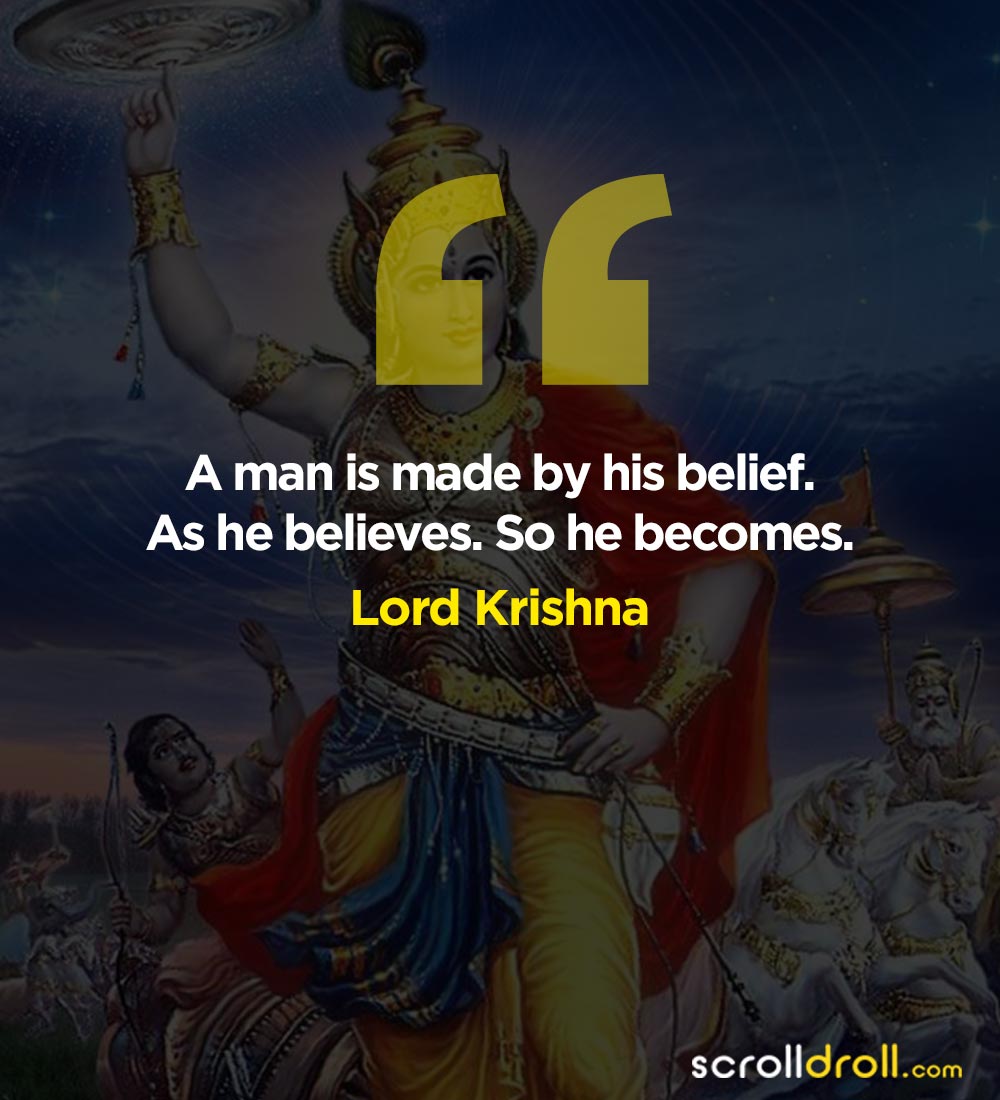 “
A man is made by his belief.
As he believes. So he becomes.
Lord Krishna
scrolldroll.com